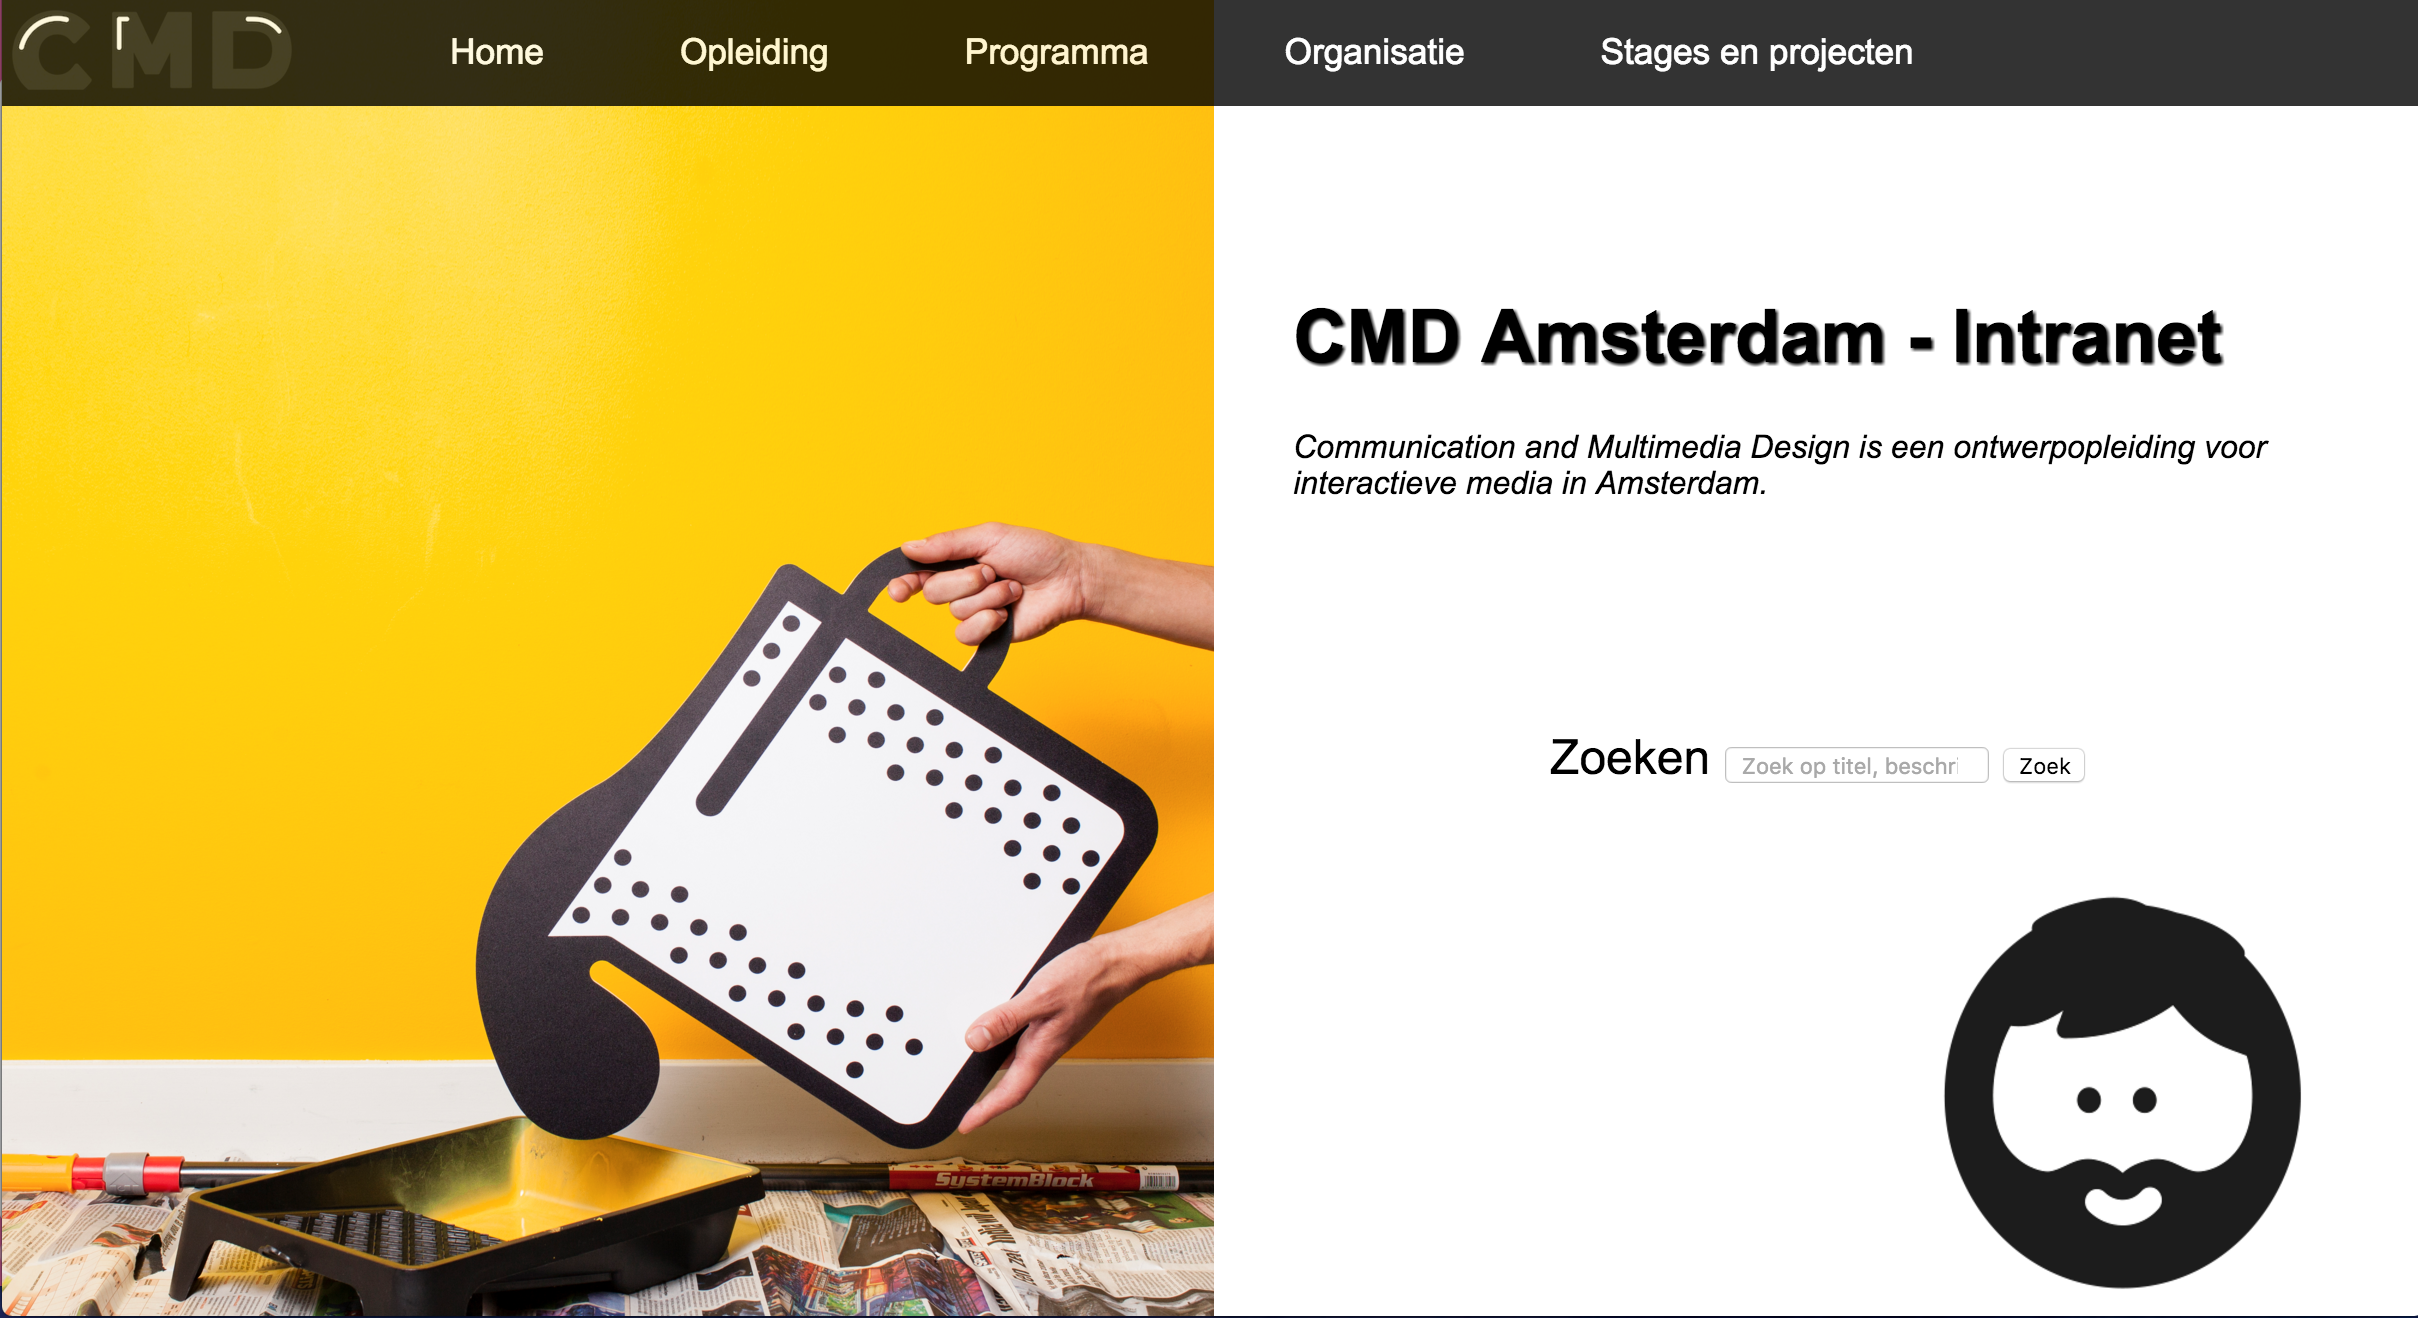 CMD
Home
Opleiding
Programma
Organisatie
Stages en projecten
CMD Amsterdam - Intranet
Communication and Multimedia Design is een ontwerpopleiding voor
interactieve media in Amsterdam.
Zoeken
Zoek op titel, beschri
Zoek
SystemBlock